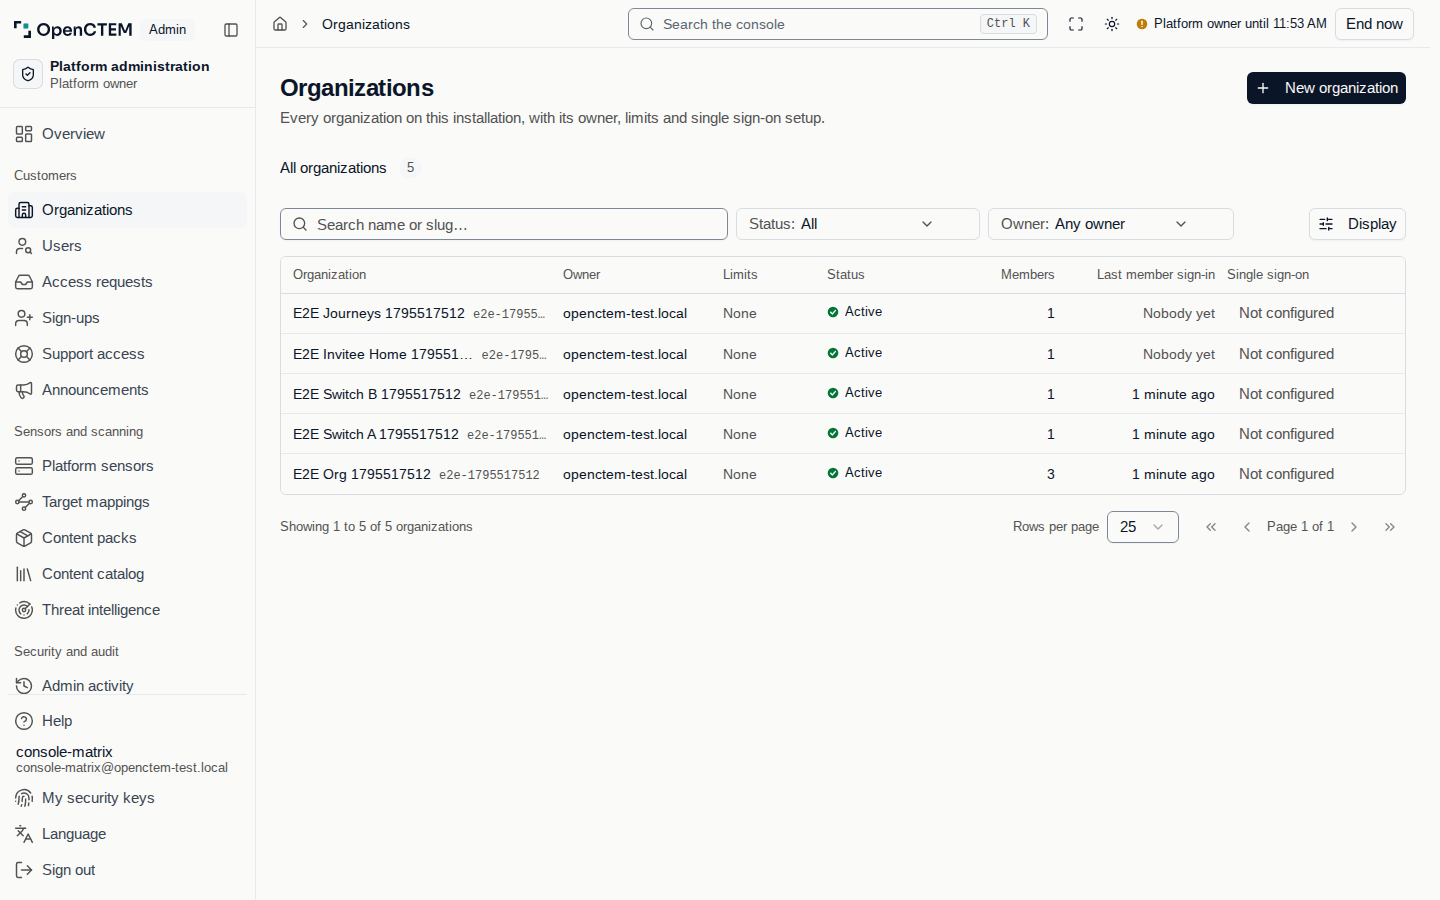 OpenCTEM Admin
Platform administration
Platform owner
Overview
Customers
Organizations
Users
Access requests
Sign-ups
Support access
Announcements
Sensors and scanning
Platform sensors
Target mappings
Content packs
Content catalog
Threat intelligence
Security and audit
Admin activity
Help
console-matrix
console-matrix@openctem-test.local
My security keys
Language
Sign out
Organizations
Search the console Ctrl K
Platform owner until 11:53 AM
End now
Organizations
New organization
Every organization on this installation, with its owner, limits and single sign-on setup.
All organizations 5
Search name or slug…
Status: All
Owner: Any owner
Display
Organization Owner Limits Status Members Last member sign-in Single sign-on
E2E Journeys 1795517512 e2e-17955… openctem-test.local None Active 1 Nobody yet Not configured
E2E Invitee Home 179551… e2e-1795… openctem-test.local None Active 1 Nobody yet Not configured
E2E Switch B 1795517512 e2e-179551… openctem-test.local None Active 1 1 minute ago Not configured
E2E Switch A 1795517512 e2e-179551… openctem-test.local None Active 1 1 minute ago Not configured
E2E Org 1795517512 e2e-1795517512 openctem-test.local None Active 3 1 minute ago Not configured
Showing 1 to 5 of 5 organizations
Rows per page 25
Page 1 of 1